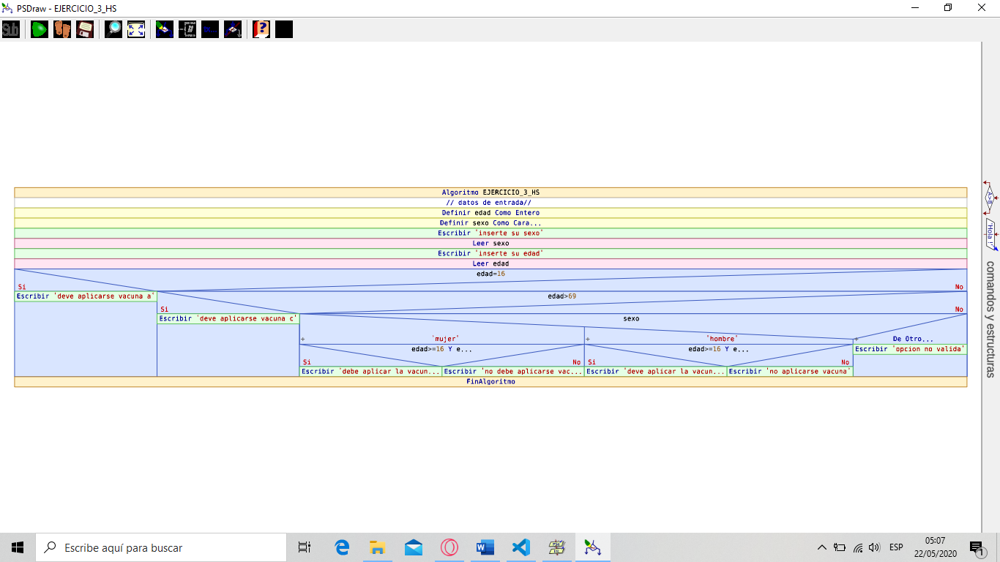 PSDraw - EJERCICIO_3_HS
Sub
Algoritmo EJERCICIO_3_HS
// datos de entrada//
Definir edad Como Entero
Definir sexo Como Cara...
Escribir 'inserte su sexo'
Leer sexo
Escribir 'inserte su edad'
Leer edad
edad=16
Si No
Escribir 'deve aplicarse vacuna a' edad>69
Si No
Escribir 'deve aplicarse vacuna c' sexo
+ 'mujer' + 'hombre' + De Otro...
edad>=16 Y e... edad>=16 Y e... Escribir 'opcion no valida'
Si No Si No
Escribir 'debe aplicar la vacun... Escribir 'no debe aplicarse vac... Escribir 'deve aplicar la vacun... Escribir 'no aplicarse vacuna'
FinAlgoritmo
A>B
'Hola !'
comandos y estructuras
Escribe aquí para buscar
ESP
05:07
22/05/2020
1